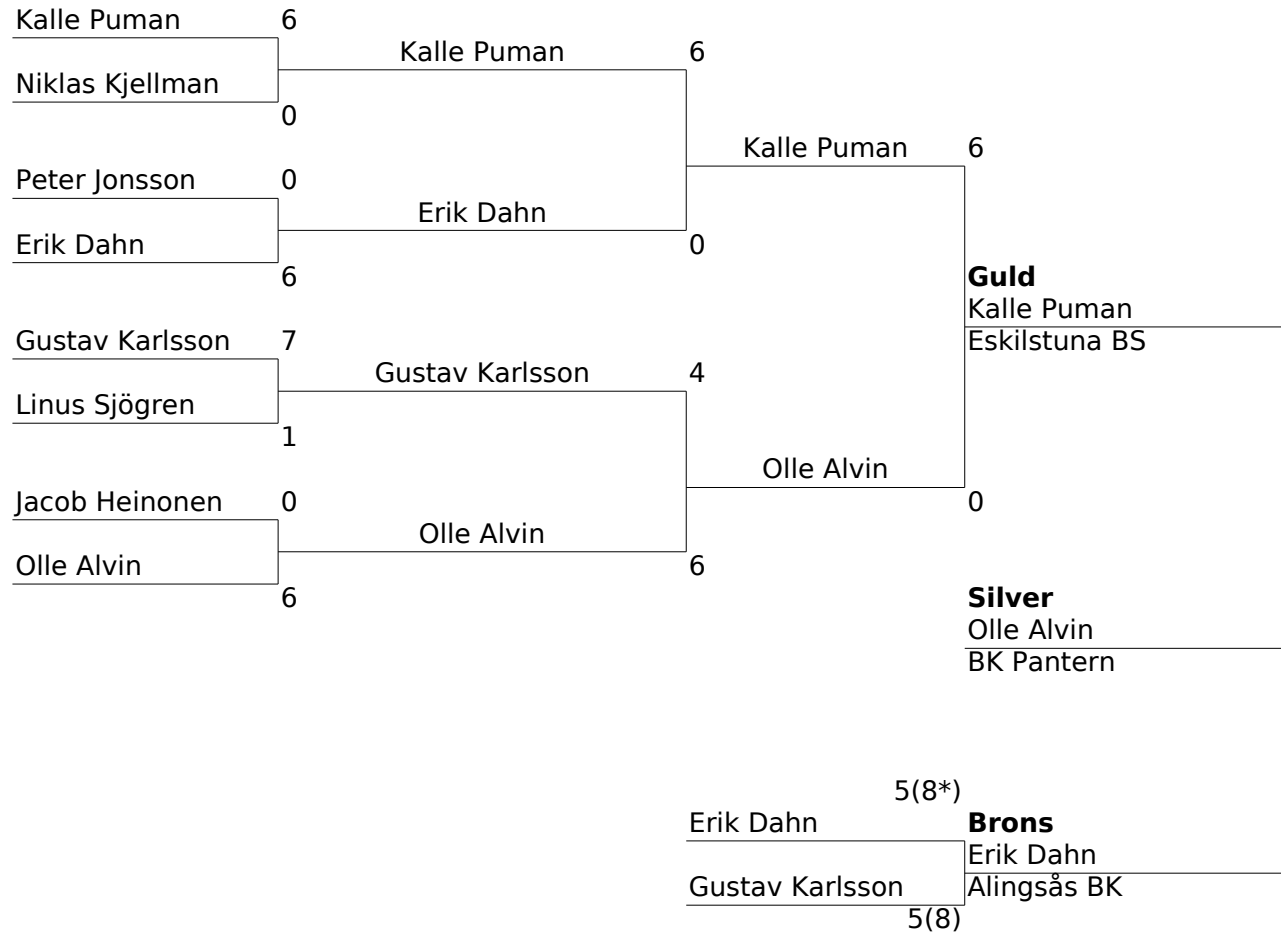 Kalle Puman 6
Niklas Kjellman
0
Kalle Puman 6
Peter Jonsson 0
Erik Dahn
6
Erik Dahn
0
Kalle Puman 6
Gustav Karlsson 7
Linus Sjögren
1
Gustav Karlsson 4
Jacob Heinonen 0
Olle Alvin
6
Olle Alvin
6
Olle Alvin
0
Guld
Kalle Puman
Eskilstuna BS
Silver
Olle Alvin
BK Pantern
5(8*)
Erik Dahn
Gustav Karlsson
5(8)
Brons
Erik Dahn
Alingsås BK